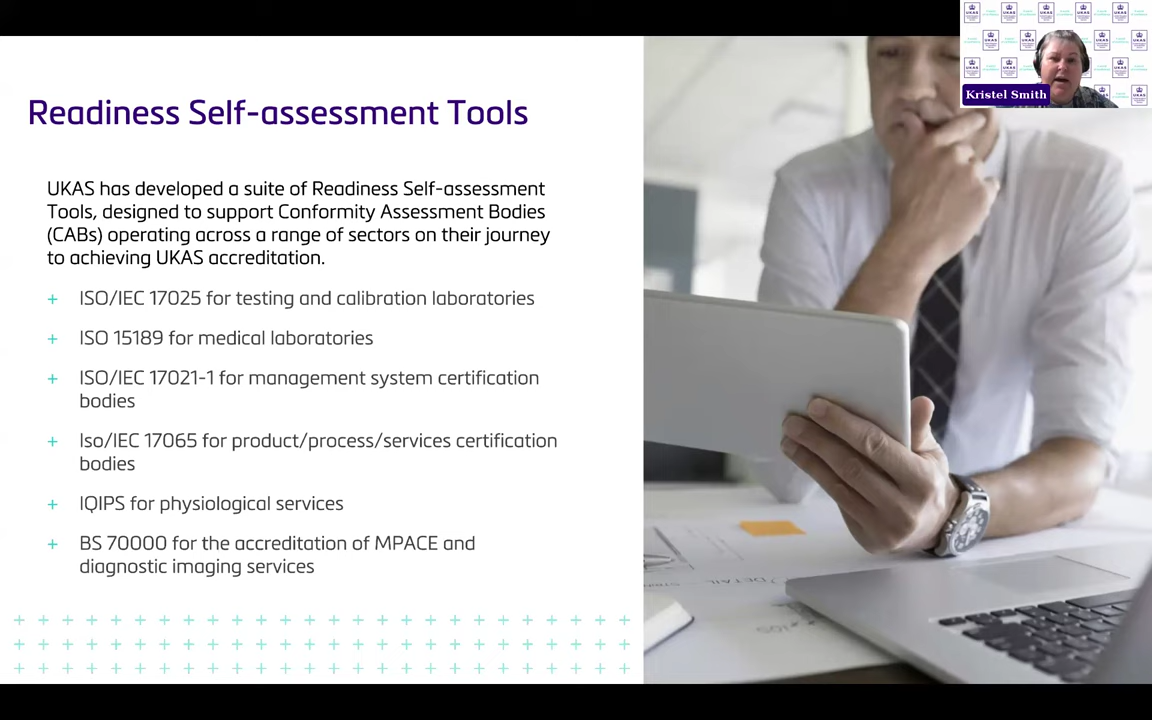 Readiness Self-assessment Tools
UKAS has developed a suite of Readiness Self-assessment
Tools, designed to support Conformity Assessment Bodies
(CABs) operating across a range of sectors on their journey
to achieving UKAS accreditation.
+ ISO/IEC 17025 for testing and calibration laboratories
+ ISO 15189 for medical laboratories
+ ISO/IEC 17021-1 for management system certification
bodies
+ Iso/IEC 17065 for product/process/services certification
bodies
+ IQIPS for physiological services
+ BS 70000 for the accreditation of MPACE and
diagnostic imaging services
Kristel Smith
UKAS
DETAIL